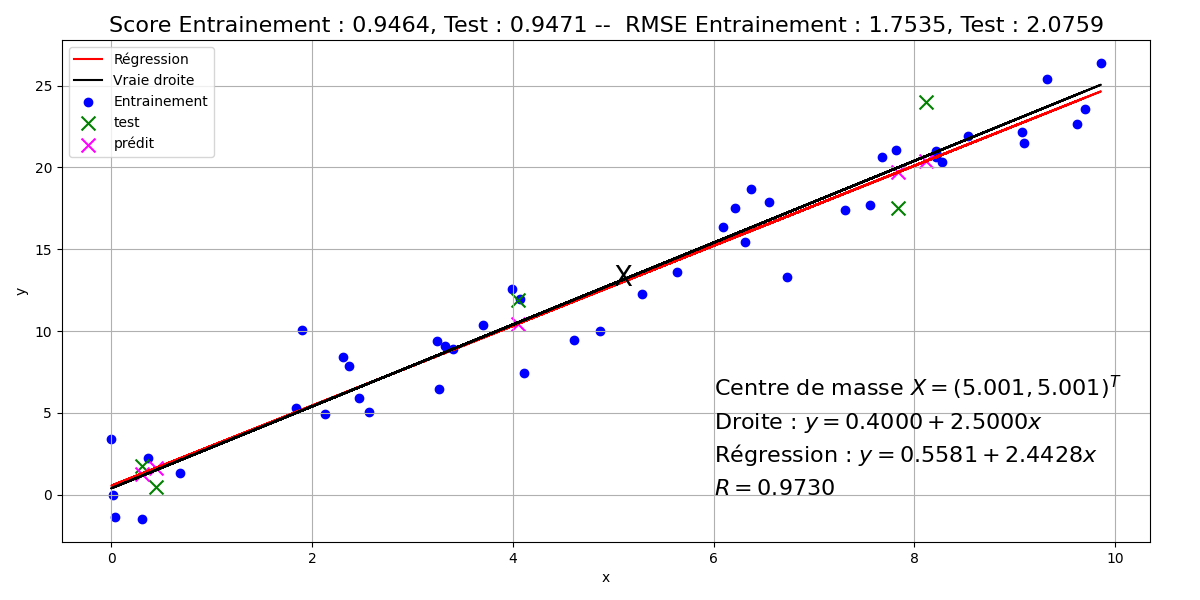 Score Entrainement : 0.9464, Test : 0.9471 --  RMSE Entrainement : 1.7535, Test : 2.0759
Régression
Vraie droite
Entrainement
test
prédit
25
20
15
10
5
0
y
X
Centre de masse X = (5.001, 5.001)^T
Droite : y = 0.4000 + 2.5000x
Régression : y = 0.5581 + 2.4428x
R = 0.9730
0 2 4 6 8 10
x